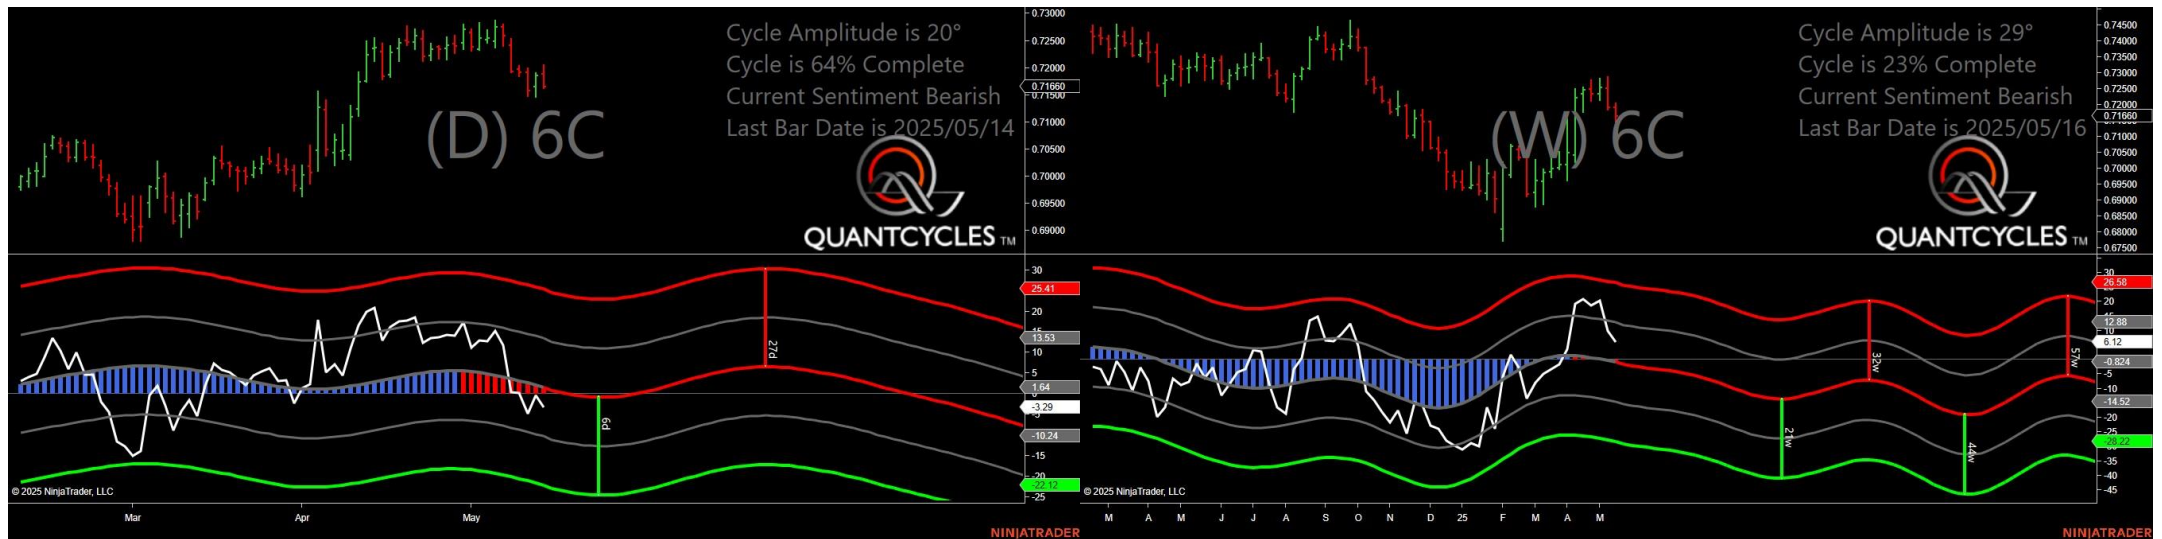 Cycle Amplitude is 20°
Cycle is 64% Complete
Current Sentiment Bearish
Last Bar Date is 2025/05/14
(D) 6C
QUANTCYCLES TM
0.73000
0.72500
0.72000
0.71660
0.71500
0.71000
0.70500
0.70000
0.69500
0.69000
30
25.41
20
13.53
10
5
1.64
-3.29
-10.24
-15
-22.12
-25
27d
6d
© 2025 NinjaTrader, LLC
Mar
Apr
May
NINJATRADER
Cycle Amplitude is 29°
Cycle is 23% Complete
Current Sentiment Bearish
Last Bar Date is 2025/05/16
(W) 6C
QUANTCYCLES TM
0.74500
0.74000
0.73500
0.73000
0.72500
0.72000
0.71660
0.71000
0.70500
0.70000
0.69500
0.69000
0.68500
0.68000
0.67500
30
26.58
20
12.88
10
6.12
-0.824
-5
-10
-14.52
-20
-25
-28.22
-35
-40
-45
32w
57w
21w
44w
© 2025 NinjaTrader, LLC
M
A
M
J
J
A
S
O
N
D
25
F
M
A
M
NINJATRADER